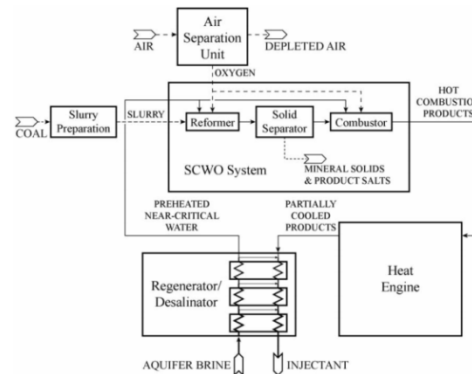 Air
Separation
Unit
AIR
DEPLETED AIR
OXYGEN
HOT
COMBUSTION
PRODUCTS
Slurry
Preparation
SLURRY
COAL
Reformer
Solid
Separator
Combustor
SCWO System
MINERAL SOLIDS
& PRODUCT SALTS
PREHEATED
NEAR-CRITICAL
WATER
PARTIALLY
COOLED
PRODUCTS
Regenerator/
Desalinator
Heat
Engine
AQUIFER BRINE
INJECTANT